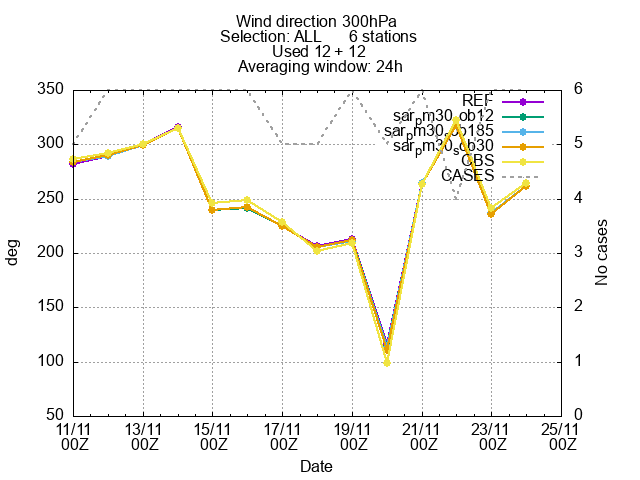 Wind direction 300hPa
Selection: ALL 6 stations
Used 12 + 12
Averaging window: 24h
350
300
250
200
150
100
50
deg
6
5
4
3
2
1
0
No cases
REF
sarpm30sob12
sarpm30sob185
sarpm30sob30
OBS
CASES
11/11 13/11 15/11 17/11 19/11 21/11 23/11 25/11
00Z 00Z 00Z 00Z 00Z 00Z 00Z 00Z
Date